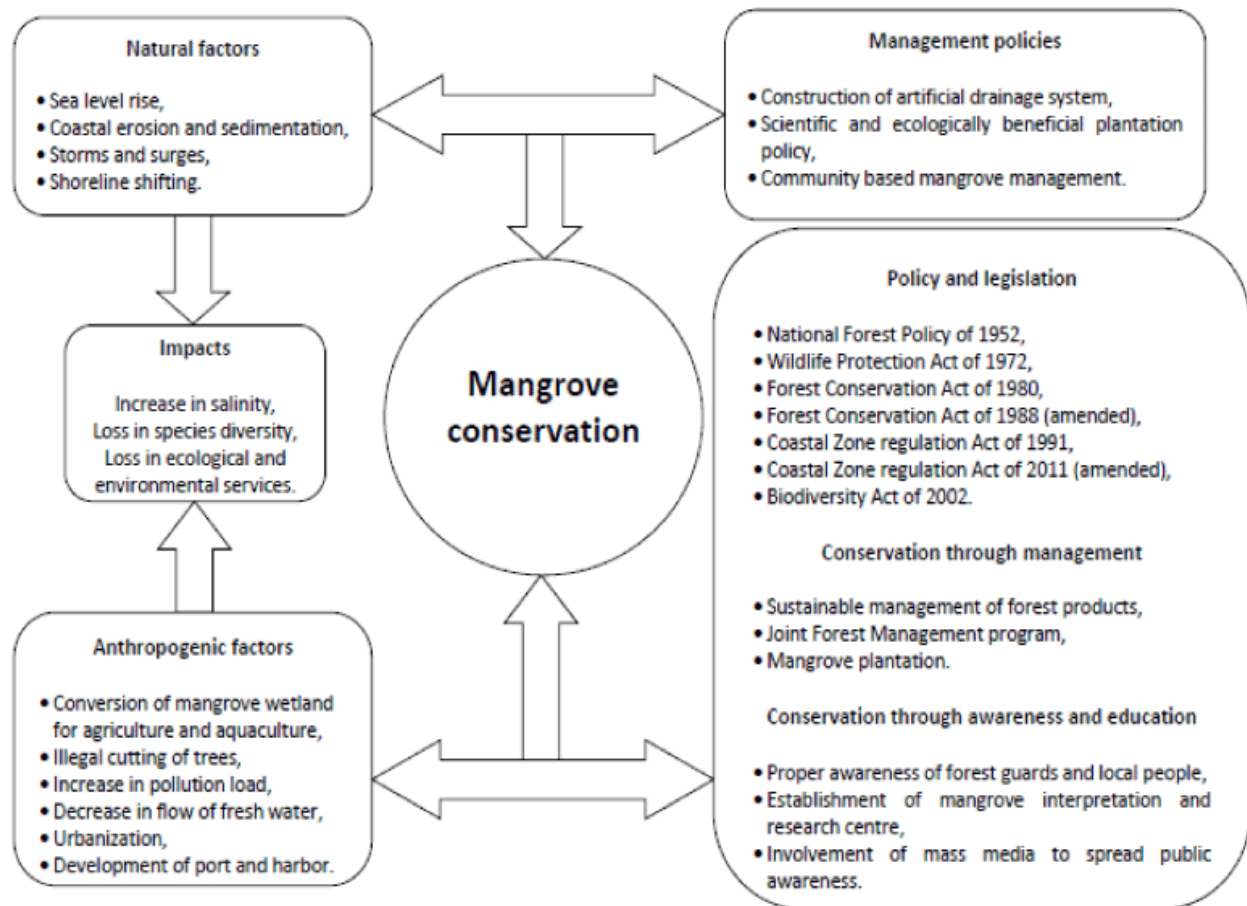 Natural factors
• Sea level rise,
• Coastal erosion and sedimentation,
• Storms and surges,
• Shoreline shifting.
Management policies
• Construction of artificial drainage system,
• Scientific and ecologically beneficial plantation
policy,
• Community based mangrove management.
Impacts
Increase in salinity,
Loss in species diversity,
Loss in ecological and
environmental services.
Mangrove
conservation
Policy and legislation
• National Forest Policy of 1952,
• Wildlife Protection Act of 1972,
• Forest Conservation Act of 1980,
• Forest Conservation Act of 1988 (amended),
• Coastal Zone regulation Act of 1991,
• Coastal Zone regulation Act of 2011 (amended),
• Biodiversity Act of 2002.
Conservation through management
• Sustainable management of forest products,
• Joint Forest Management program,
• Mangrove plantation.
Conservation through awareness and education
• Proper awareness of forest guards and local people,
• Establishment of mangrove interpretation and
research centre,
• Involvement of mass media to spread public
awareness.
Anthropogenic factors
• Conversion of mangrove wetland
for agriculture and aquaculture,
• Illegal cutting of trees,
• Increase in pollution load,
• Decrease in flow of fresh water,
• Urbanization,
• Development of port and harbor.